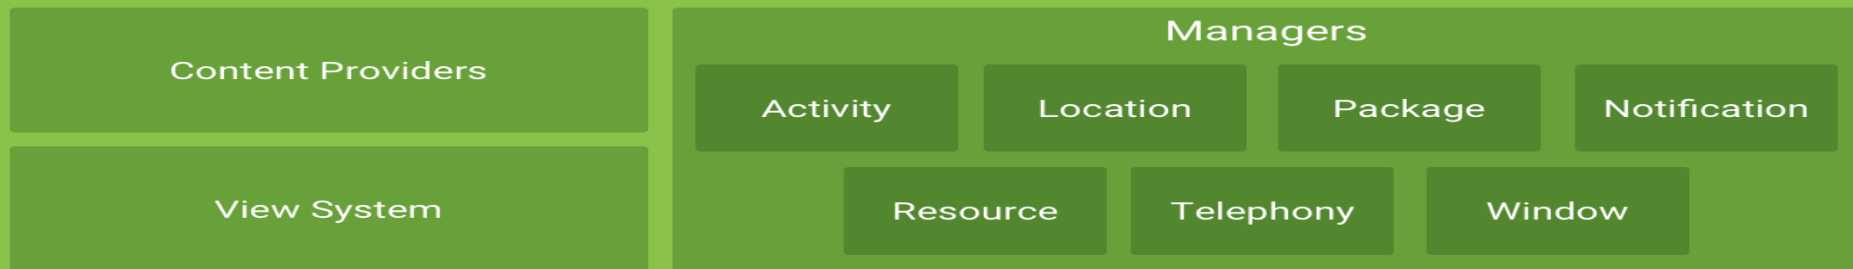 Content Providers
View System
Managers
Activity
Location
Package
Notification
Resource
Telephony
Window